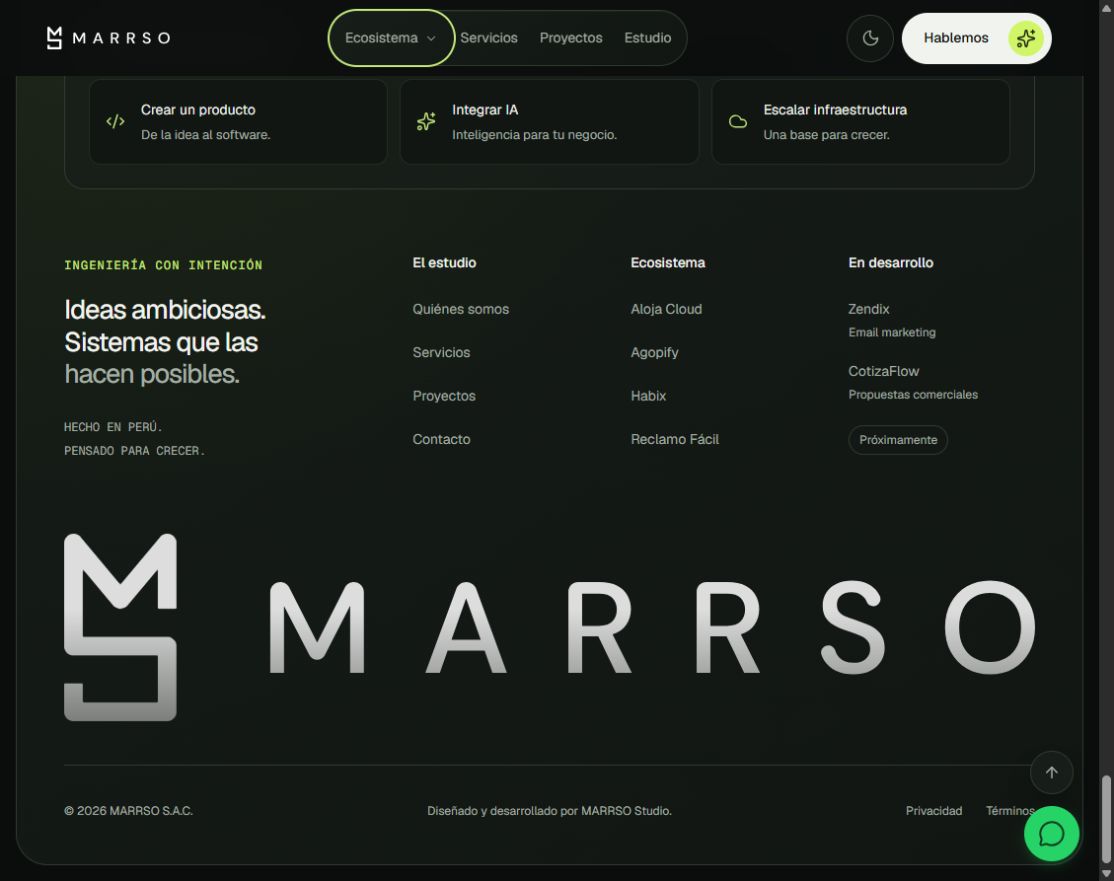 MARRSO
Ecosistema
Servicios
Proyectos
Estudio
Hablemos
Crear un producto
De la idea al software.
Integrar IA
Inteligencia para tu negocio.
Escalar infraestructura
Una base para crecer.
INGENIERÍA CON INTENCIÓN
Ideas ambiciosas.
Sistemas que las
hacen posibles.
HECHO EN PERÚ.
PENSADO PARA CRECER.
El estudio
Quiénes somos
Servicios
Proyectos
Contacto
Ecosistema
Aloja Cloud
Agopify
Habix
Reclamo Fácil
En desarrollo
Zendix
Email marketing
CotizaFlow
Propuestas comerciales
Próximamente
MARRSO
© 2026 MARRSO S.A.C.
Diseñado y desarrollado por MARRSO Studio.
Privacidad
Términos